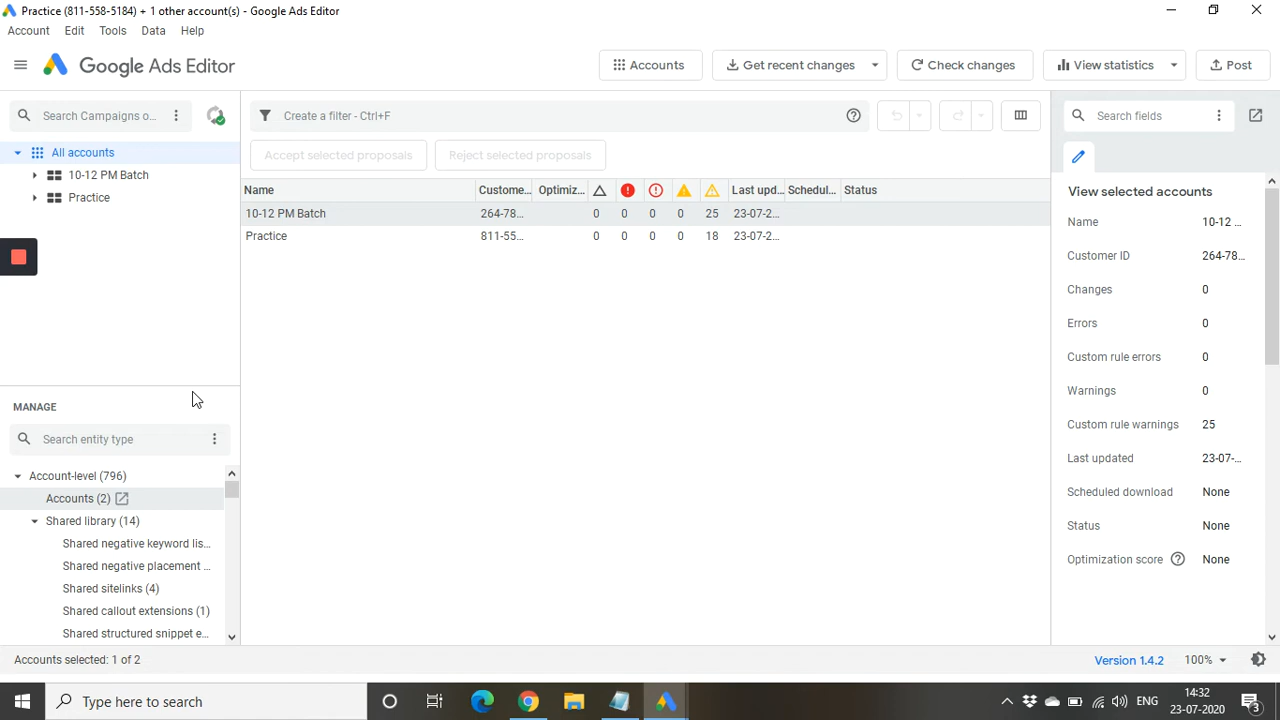 Practice (811-558-5184) + 1 other account(s) - Google Ads Editor
Account Edit Tools Data Help
Google Ads Editor
Accounts Get recent changes Check changes View statistics Post
Search Campaigns o...
Create a filter - Ctrl+F
Search fields
All accounts
10-12 PM Batch
Practice
Accept selected proposals Reject selected proposals
Name Custome... Optimiz... Last upd... Schedul... Status
10-12 PM Batch 264-78... 0 0 0 0 25 23-07-2...
Practice 811-55... 0 0 0 0 18 23-07-2...
View selected accounts
Name 10-12 ...
Customer ID 264-78...
Changes 0
Errors 0
Custom rule errors 0
Warnings 0
Custom rule warnings 25
Last updated 23-07-...
Scheduled download None
Status None
Optimization score None
MANAGE
Search entity type
Account-level (796)
Accounts (2)
Shared library (14)
Shared negative keyword lis...
Shared negative placement ...
Shared sitelinks (4)
Shared callout extensions (1)
Shared structured snippet e...
Accounts selected: 1 of 2
Version 1.4.2 100%
Type here to search
ENG
14:32
23-07-2020
3